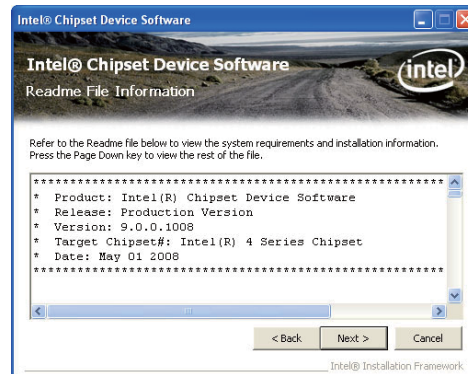 Intel® Chipset Device Software
Intel® Chipset Device Software
intel
Readme File Information
Refer to the Readme file below to view the system requirements and installation information.
Press the Page Down key to view the rest of the file.
********************************************************
* Product: Intel(R) Chipset Device Software
* Release: Production Version
* Version: 9.0.0.1008
* Target Chipset#: Intel(R) 4 Series Chipset
* Date: May 01 2008
********************************************************
< Back Next > Cancel
Intel® Installation Framework